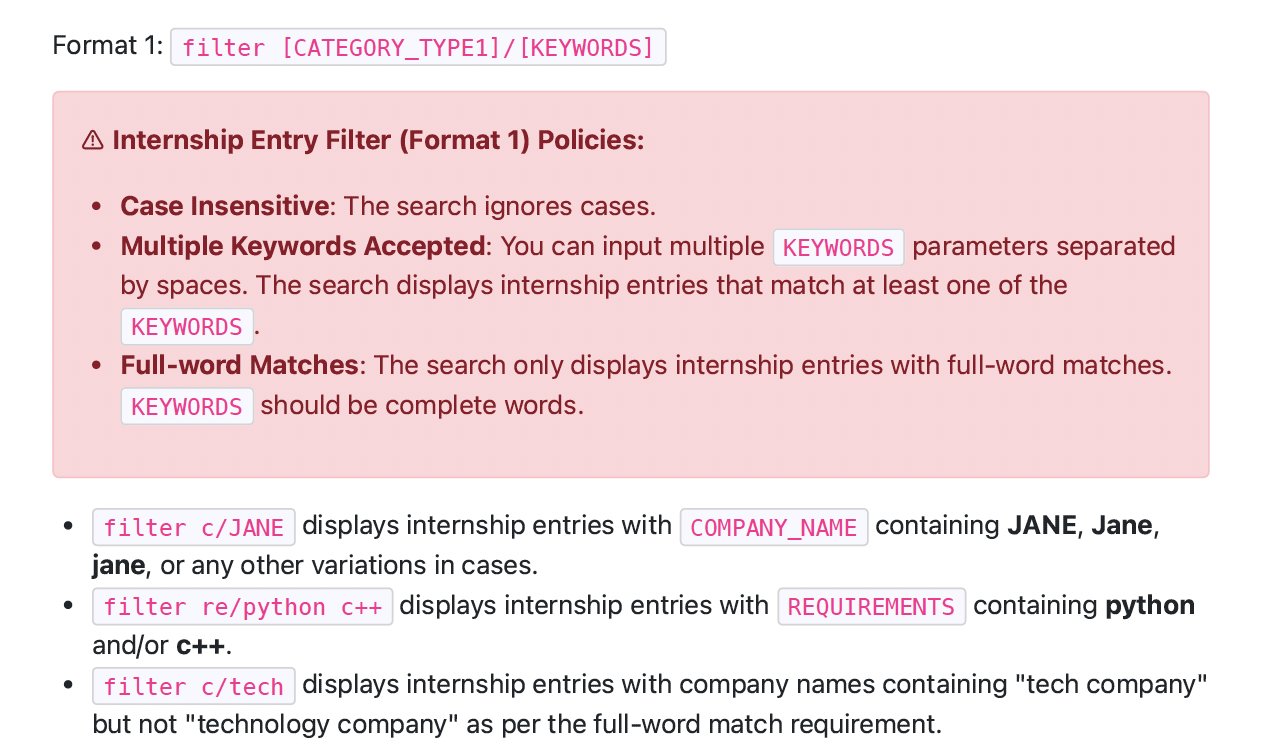 Format 1: filter [CATEGORY_TYPE1]/[KEYWORDS]
⚠ Internship Entry Filter (Format 1) Policies:
• Case Insensitive: The search ignores cases.
• Multiple Keywords Accepted: You can input multiple KEYWORDS parameters separated
by spaces. The search displays internship entries that match at least one of the
KEYWORDS.
• Full-word Matches: The search only displays internship entries with full-word matches.
KEYWORDS should be complete words.
• filter c/JANE displays internship entries with COMPANY_NAME containing JANE, Jane,
jane, or any other variations in cases.
• filter re/python c++ displays internship entries with REQUIREMENTS containing python
and/or c++.
• filter c/tech displays internship entries with company names containing "tech company"
but not "technology company" as per the full-word match requirement.